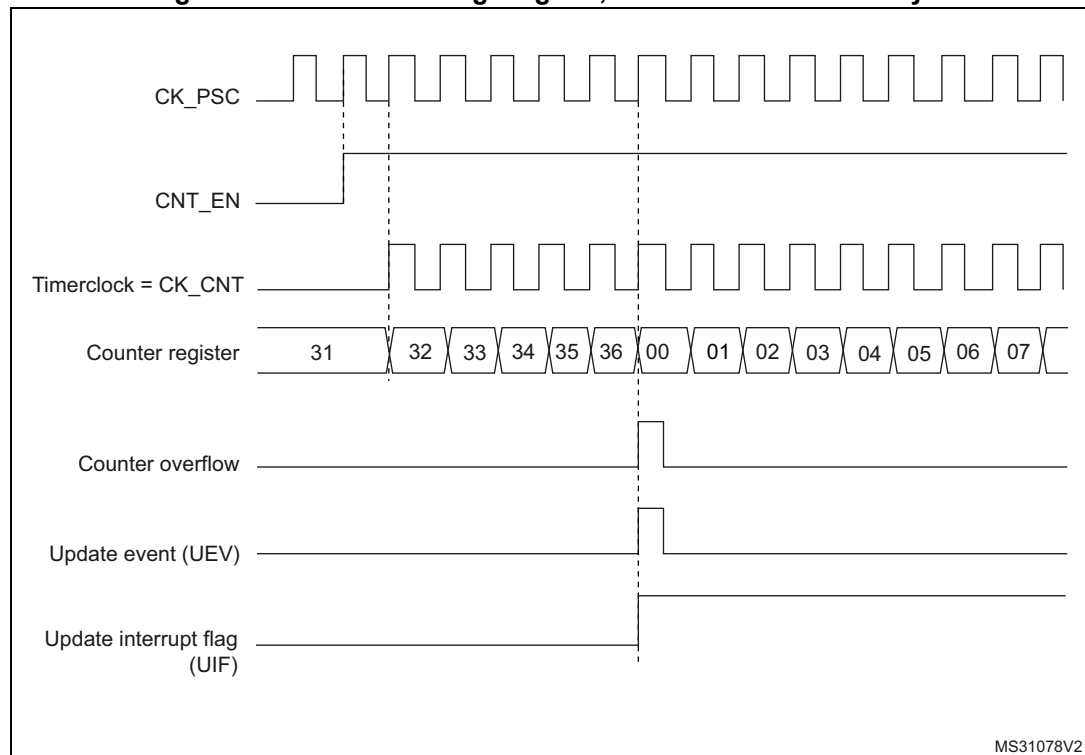 CK_PSC
CNT_EN
Timerclock = CK_CNT
Counter register 31 32 33 34 35 36 00 01 02 03 04 05 06 07
Counter overflow
Update event (UEV)
Update interrupt flag
(UIF)
MS31078V2